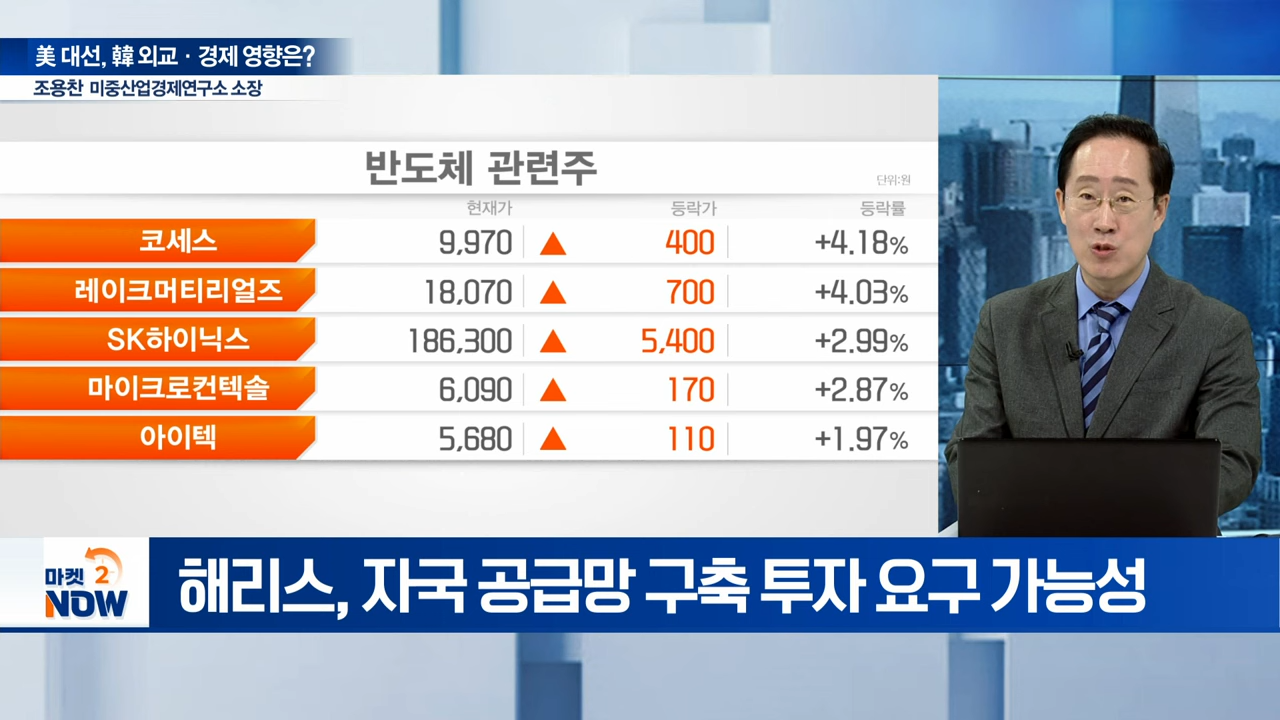 美 대선, 韓 외교 · 경제 영향은?
조용찬 미중산업경제연구소 소장
반도체 관련주
단위:원
현재가 등락가 등락률
코세스 9,970 ▲ 400 +4.18%
레이크머티리얼즈 18,070 ▲ 700 +4.03%
SK하이닉스 186,300 ▲ 5,400 +2.99%
마이크로컨텍솔 6,090 ▲ 170 +2.87%
아이텍 5,680 ▲ 110 +1.97%
마켓 2
NOW
해리스, 자국 공급망 구축 투자 요구 가능성